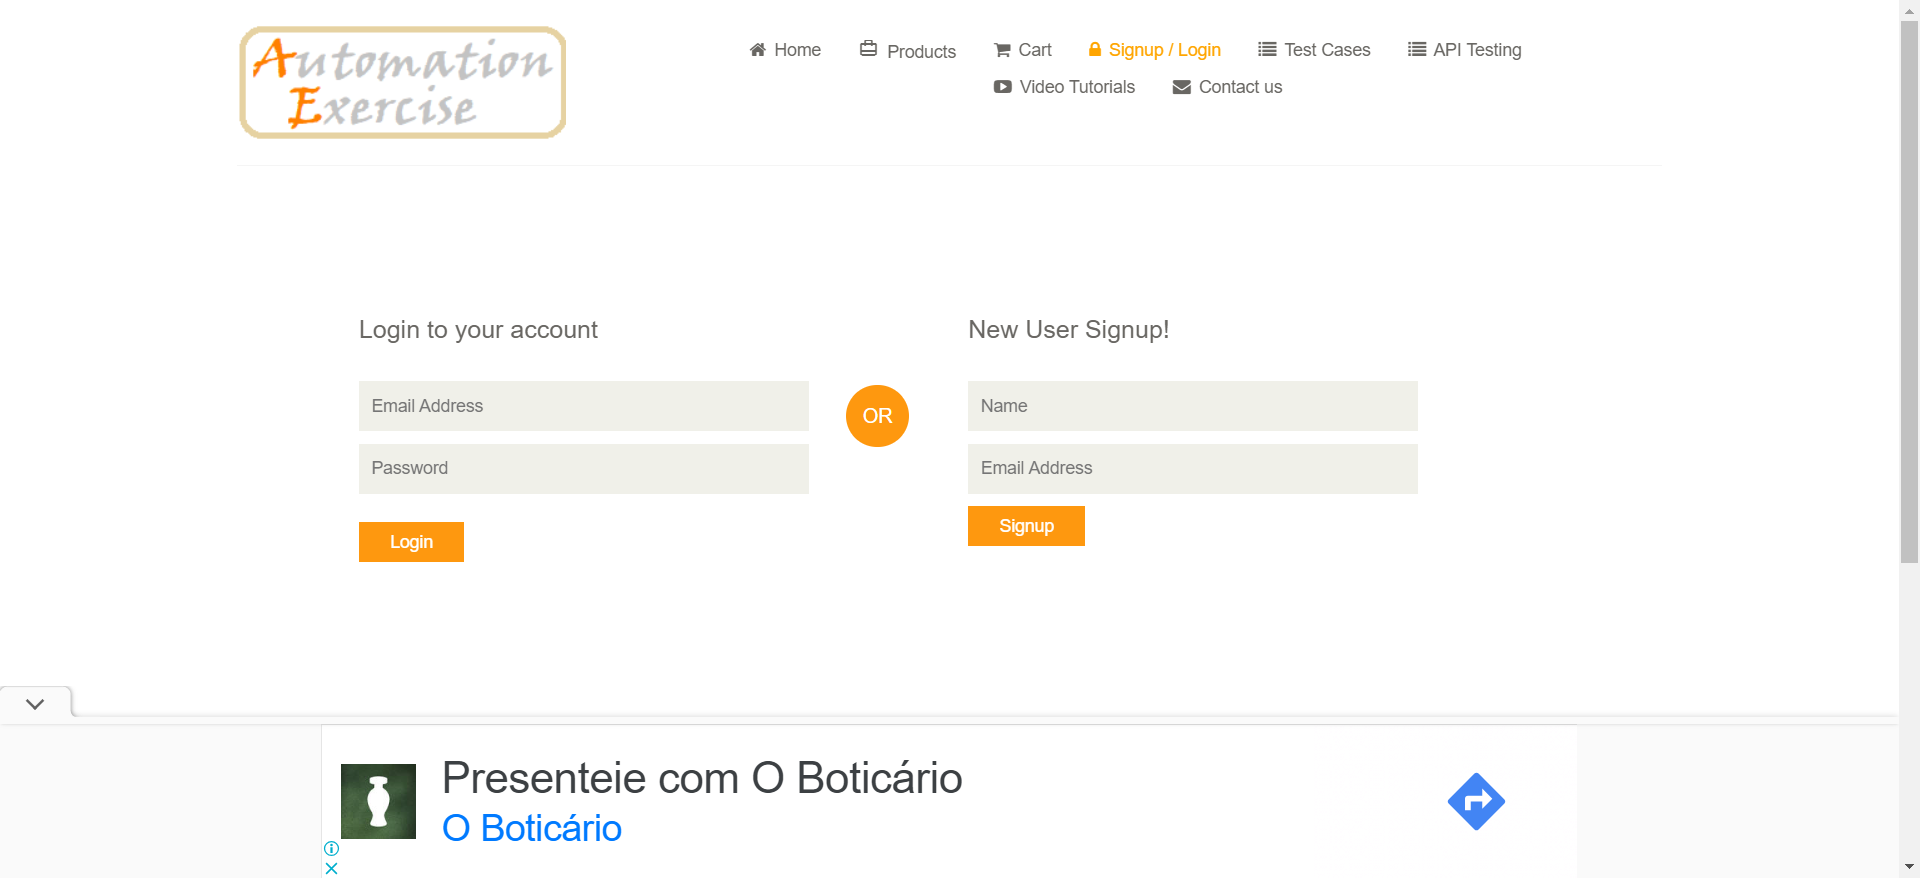 Automation
Exercise
Home Products Cart Signup / Login Test Cases API Testing
Video Tutorials Contact us
Login to your account
Email Address
Password
Login
OR
New User Signup!
Name
Email Address
Signup
Presenteie com O Boticário
O Boticário